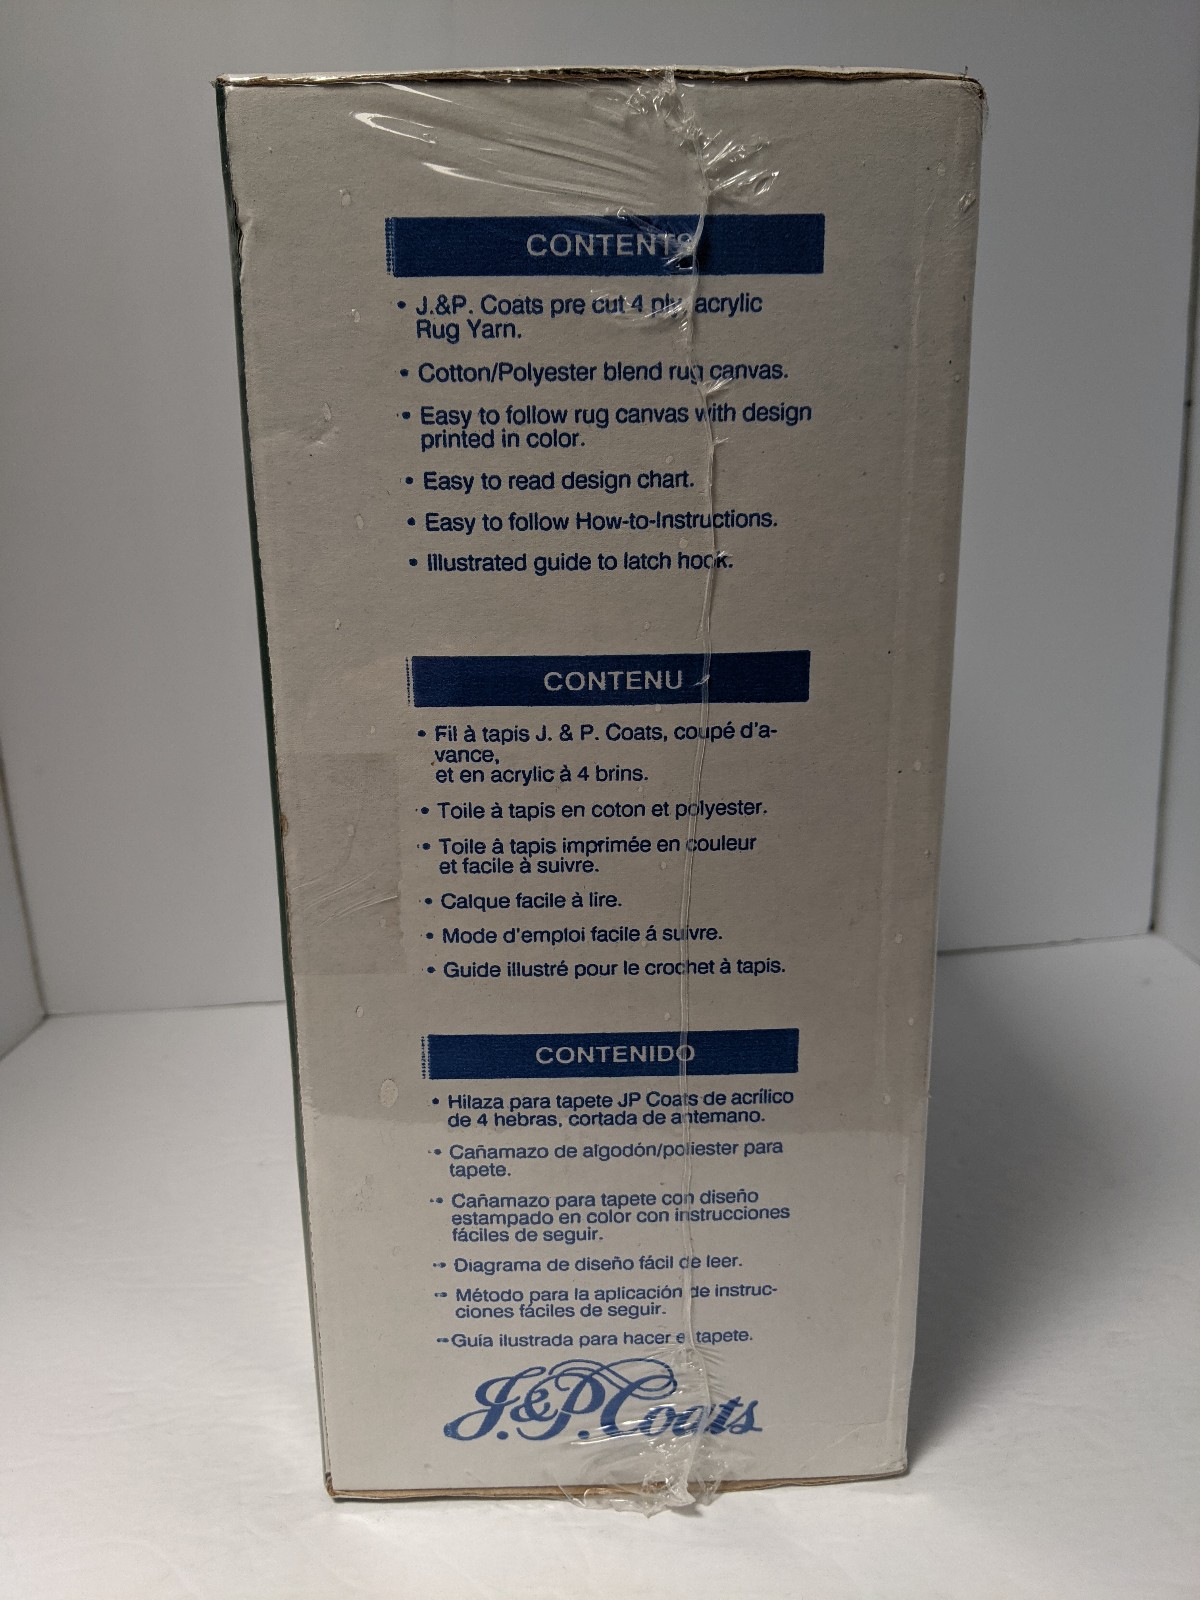 CONTENTS
• J.&P. Coats pre cut 4 ply, acrylic
Rug Yarn.
• Cotton/Polyester blend rug canvas.
• Easy to follow rug canvas with design
printed in color.
• Easy to read design chart.
• Easy to follow How-to-Instructions.
• Illustrated guide to latch hook.
CONTENU
• Fil à tapis J. & P. Coats, coupé d'a-
vance,
et en acrylic à 4 brins.
• Toile à tapis en coton et polyester.
• Toile â tapis imprimée en couleur
et facile à suivre.
• Calque facile à lire.
• Mode d'emploi facile á suivre.
• Guide illustré pour le crochet à tapis.
CONTENIDO
• Hilaza para tapete JP Coats de acrílico
de 4 hebras, cortada de antemano.
• Cañamazo de algodón/poliester para
tapete.
• Cañamazo para tapete con diseño
estampado en color con instrucciones
fáciles de seguir.
• Diagrama de diseño fácil de leer.
• Método para la aplicación de instruc-
ciones fáciles de seguir.
• Guía ilustrada para hacer el tapete.
J.&P. Coats